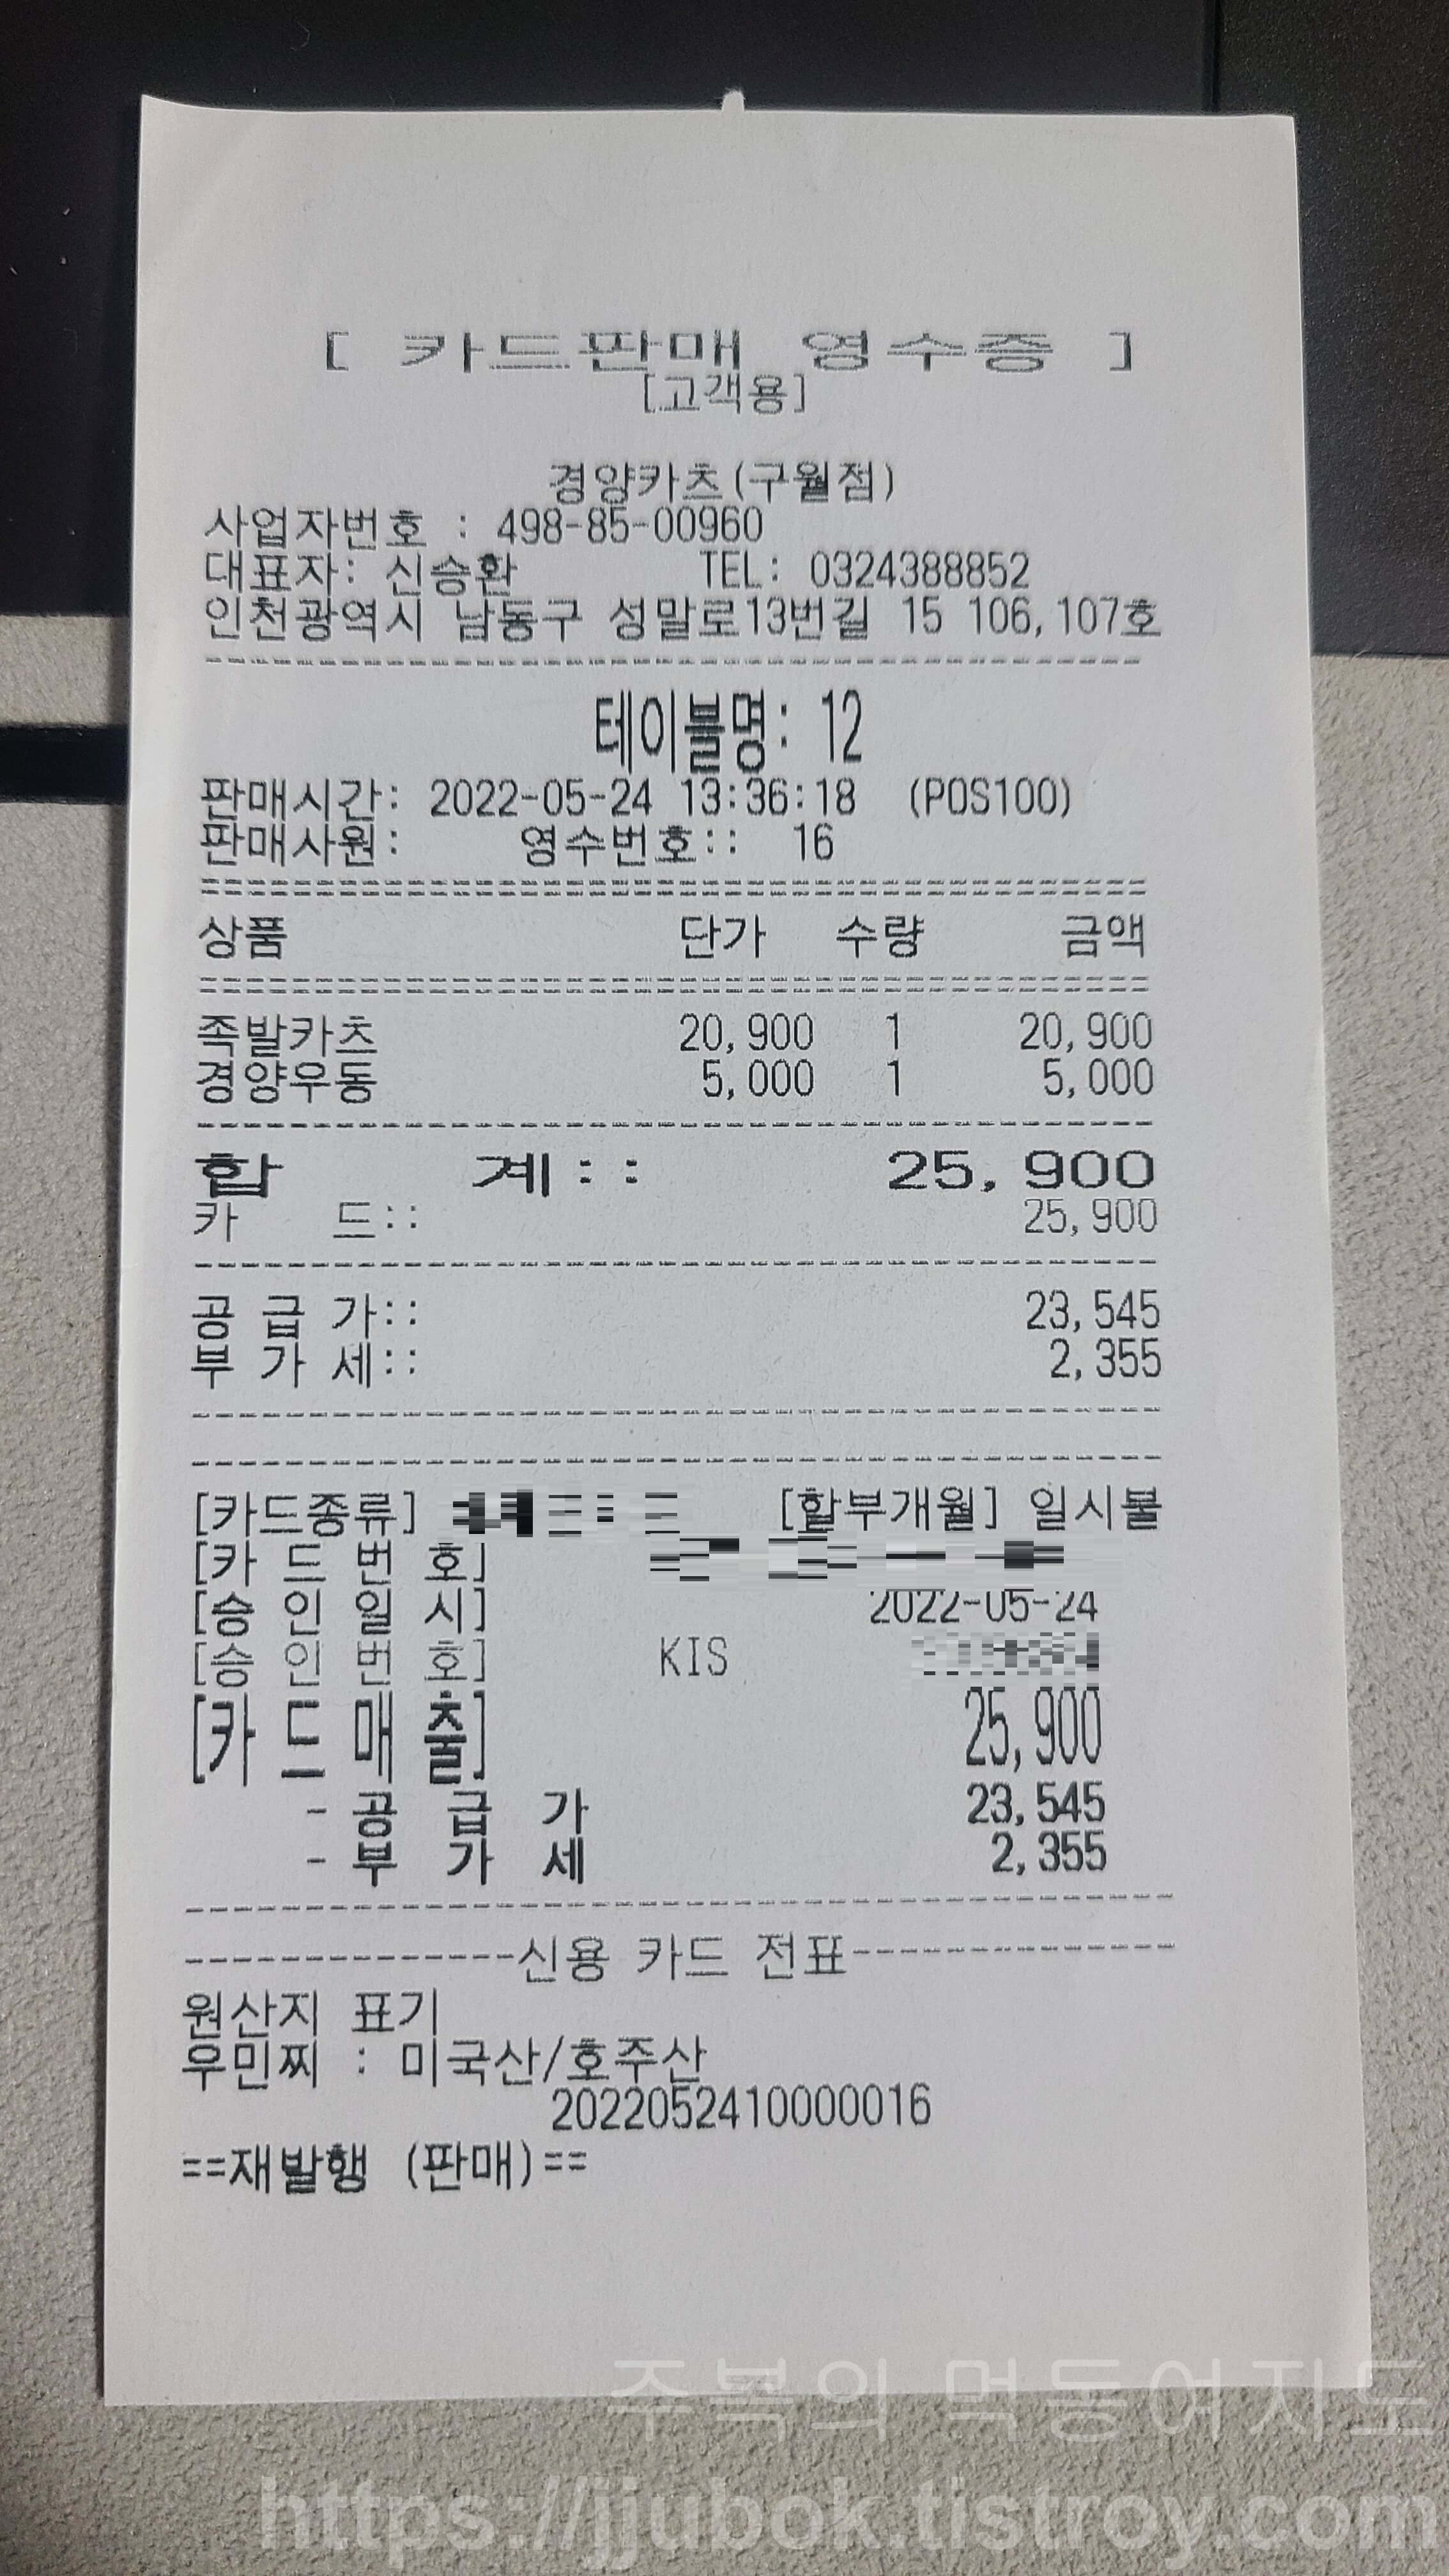 [ 카드판매 영수증 ]
[고객용]
경양카츠(구월점)
사업자번호 : 498-85-00960
대표자: 신승환 TEL: 0324388852
인천광역시 남동구 성말로13번길 15 106,107호
테이블명: 12
판매시간: 2022-05-24 13:36:18 (POS100)
판매사원: 영수번호:: 16
상품 단가 수량 금액
족발카츠 20,900 1 20,900
경양우동 5,000 1 5,000
합 계:: 25,900
카 드:: 25,900
공 급 가:: 23,545
부 가 세:: 2,355
[카드종류] [할부개월] 일시불
[카 드 번 호]
[승 인 일 시] 2022-05-24
[승 인 번 호] KIS
[카 드 매 출] 25,900
- 공 급 가 23,545
- 부 가 세 2,355
--------------신용 카드 전표--------------
원산지 표기
우민찌 : 미국산/호주산
2022052410000016
==재발행 (판매)==
주복의 먹동여지도
https://jjubok.tistroy.com